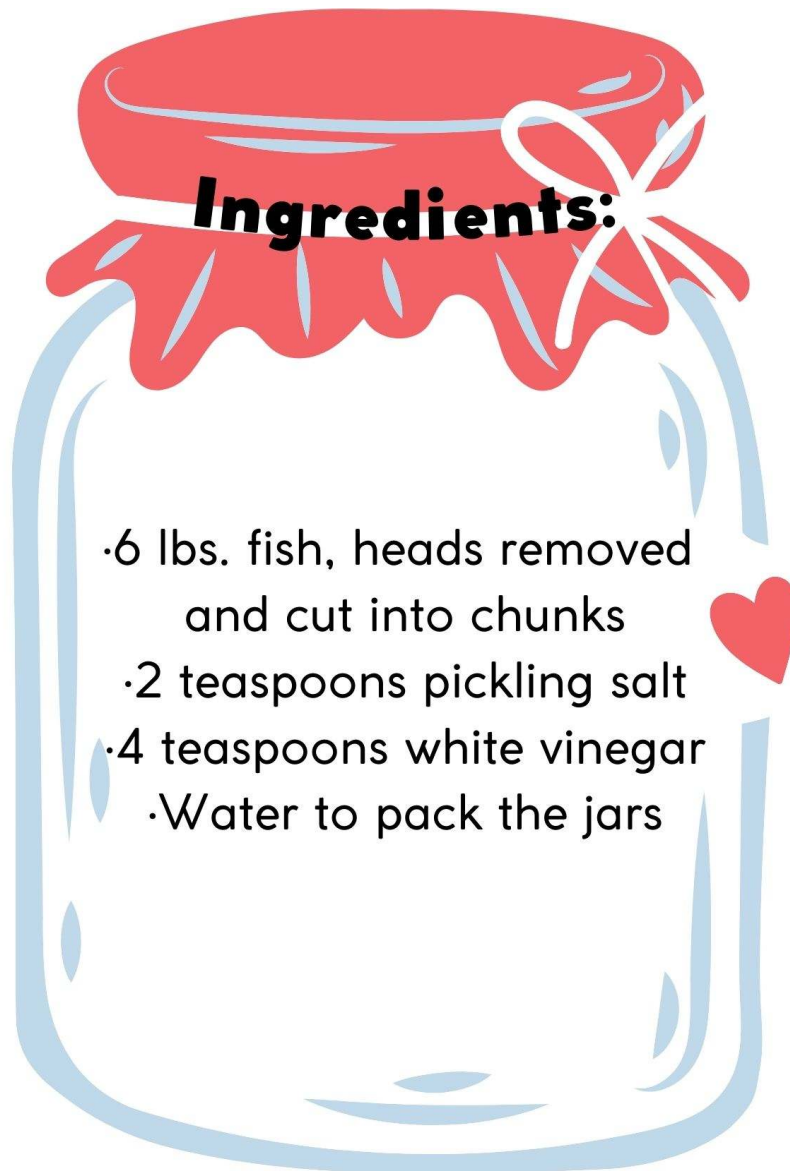 Ingredients:
·6 lbs. fish, heads removed
and cut into chunks
·2 teaspoons pickling salt
·4 teaspoons white vinegar
·Water to pack the jars